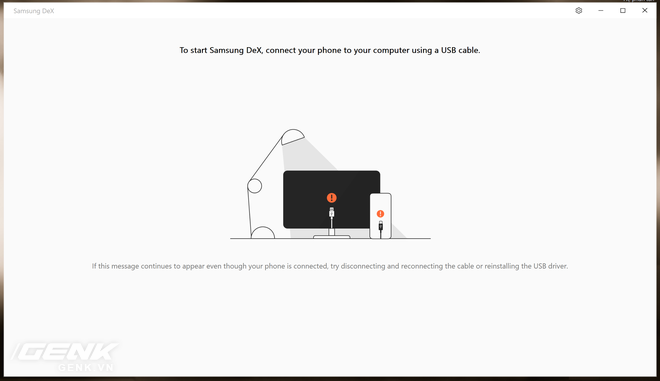 Samsung DeX
To start Samsung DeX, connect your phone to your computer using a USB cable.
If this message continues to appear even though your phone is connected, try disconnecting and reconnecting the cable or reinstalling the USB driver.
GENK
GENK.VN